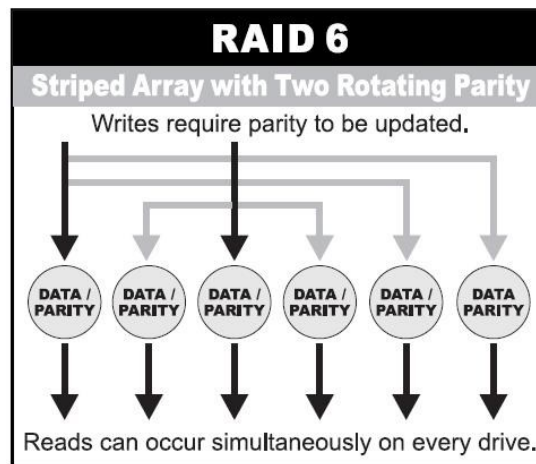 RAID 6
Striped Array with Two Rotating Parity
Writes require parity to be updated.
DATA / DATA / DATA / DATA / DATA / DATA
PARITY PARITY PARITY PARITY PARITY PARITY
Reads can occur simultaneously on every drive.